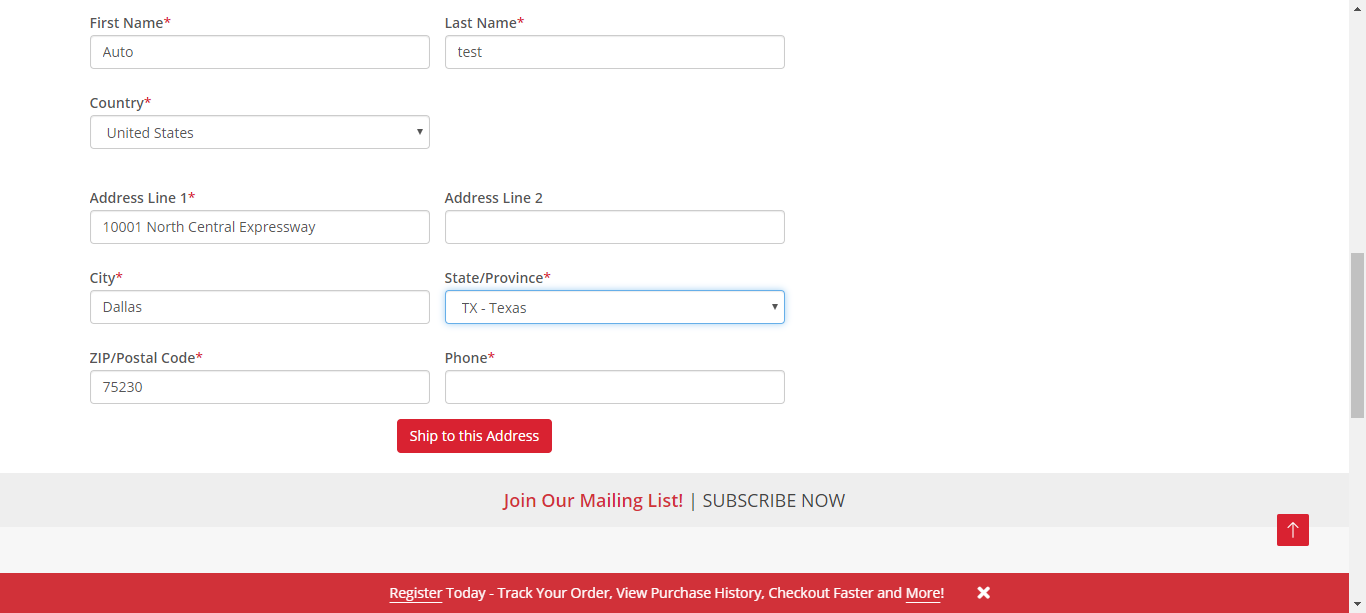 First Name* Last Name*
Auto test
Country*
United States
Address Line 1* Address Line 2
10001 North Central Expressway
City* State/Province*
Dallas TX - Texas
ZIP/Postal Code* Phone*
75230
Ship to this Address
Join Our Mailing List! | SUBSCRIBE NOW
Register Today - Track Your Order, View Purchase History, Checkout Faster and More!